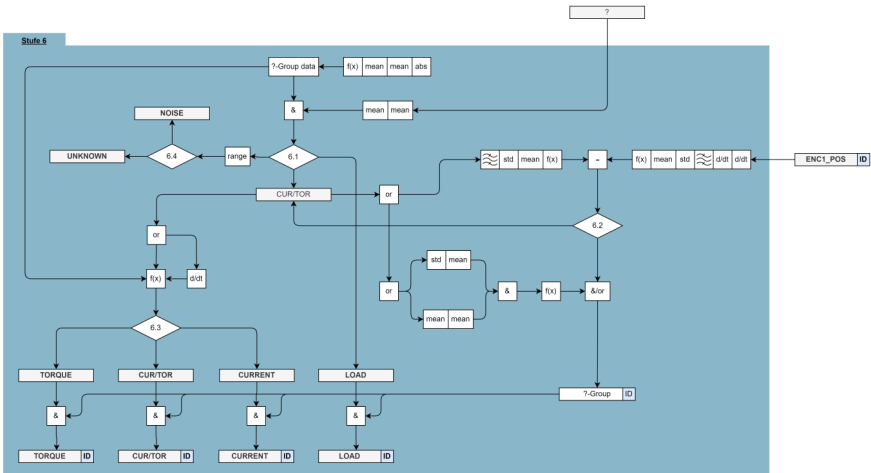 ?
Stufe 6
?-Group data
f(x) mean mean abs
&
mean mean
NOISE
UNKNOWN
6.4
range
6.1
std mean f(x)
-
f(x) mean std d/dt d/dt
ENC1_POS ID
CUR/TOR
or
6.2
or
f(x)
d/dt
std mean
or
&
f(x)
&/or
mean mean
6.3
TORQUE
CUR/TOR
CURRENT
LOAD
?-Group ID
&
&
&
&
TORQUE ID
CUR/TOR ID
CURRENT ID
LOAD ID